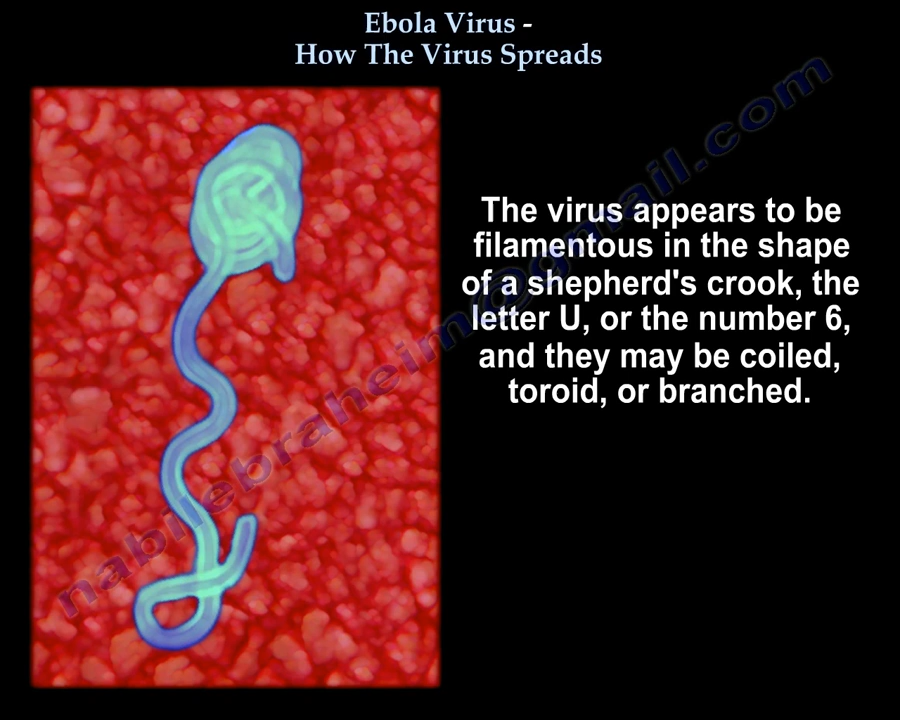 Ebola Virus -
How The Virus Spreads
The virus appears to be
filamentous in the shape
of a shepherd's crook, the
letter U, or the number 6,
and they may be coiled,
toroid, or branched.
nabilebraheim@gmail.com